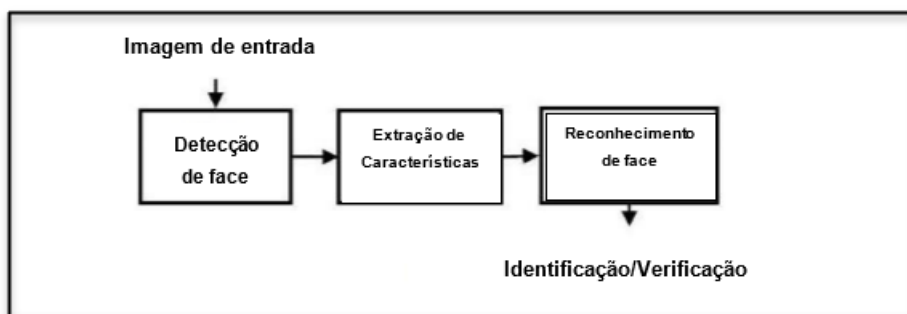 Imagem de entrada
Detecção
de face
Extração de
Características
Reconhecimento
de face
Identificação/Verificação